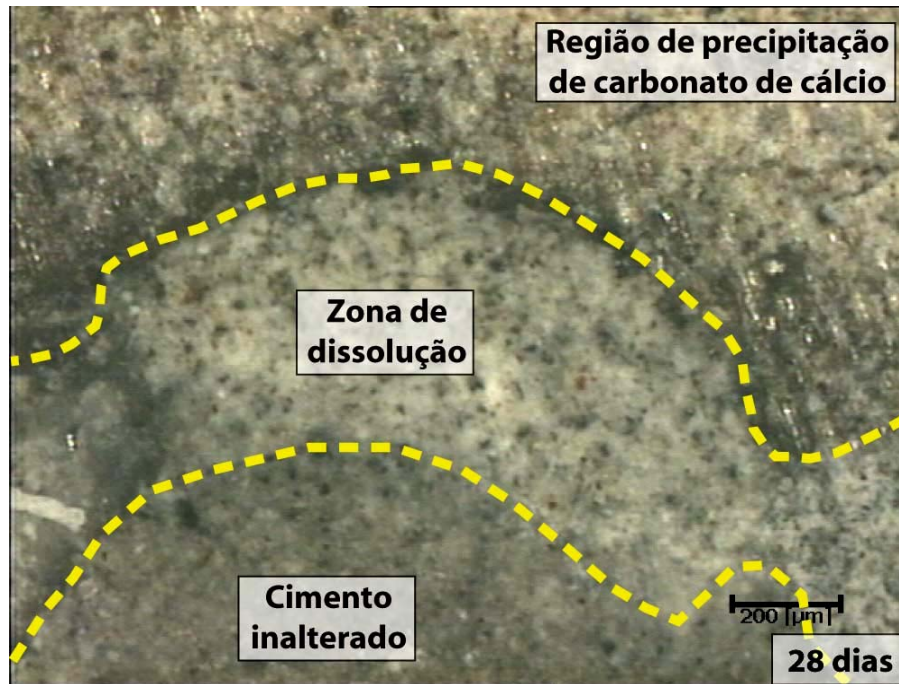 Região de precipitação
de carbonato de cálcio
Zona de
dissolução
Cimento
inalterado
200 [µm]
28 dias